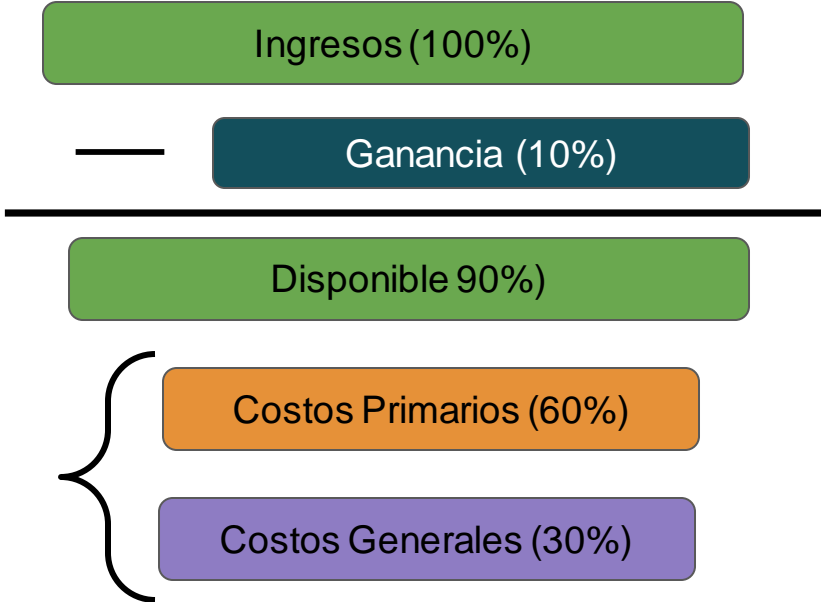 Ingresos (100%)
Ganancia (10%)
Disponible 90%)
Costos Primarios (60%)
Costos Generales (30%)